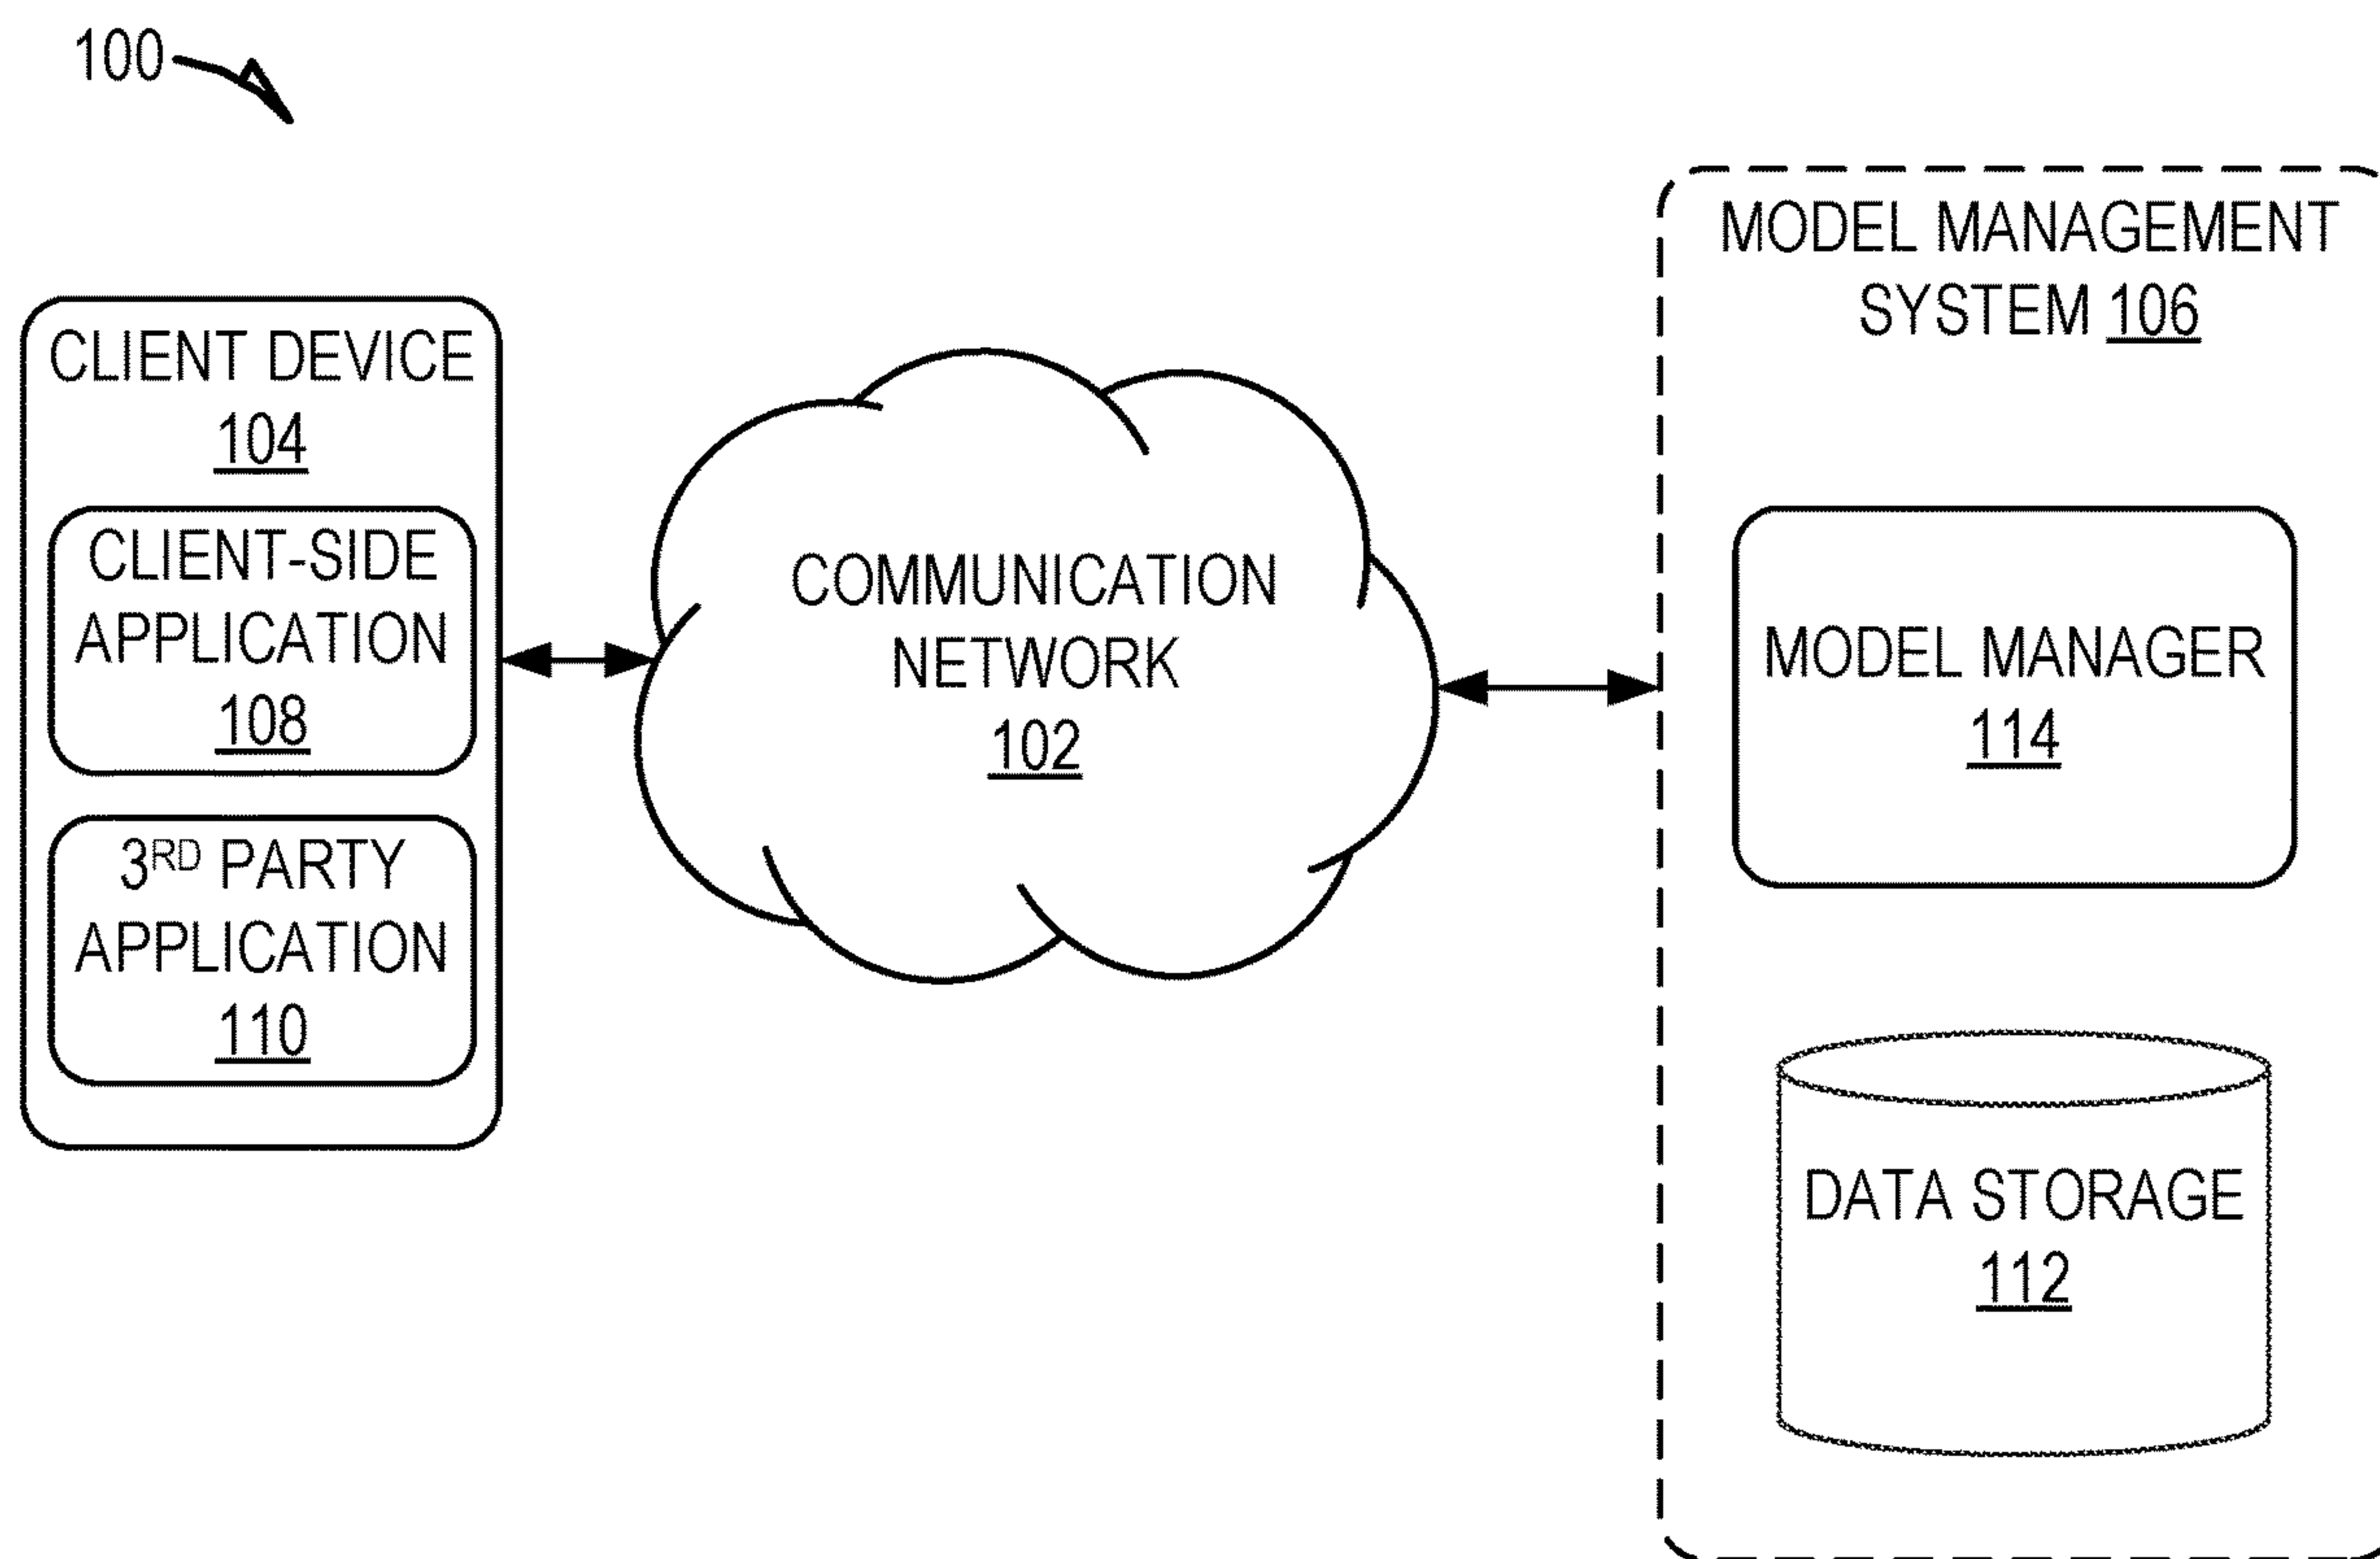 100
CLIENT DEVICE
104
CLIENT-SIDE
APPLICATION
108
3RD PARTY
APPLICATION
110
COMMUNICATION
NETWORK
102
MODEL MANAGEMENT
SYSTEM 106
MODEL MANAGER
114
DATA STORAGE
112